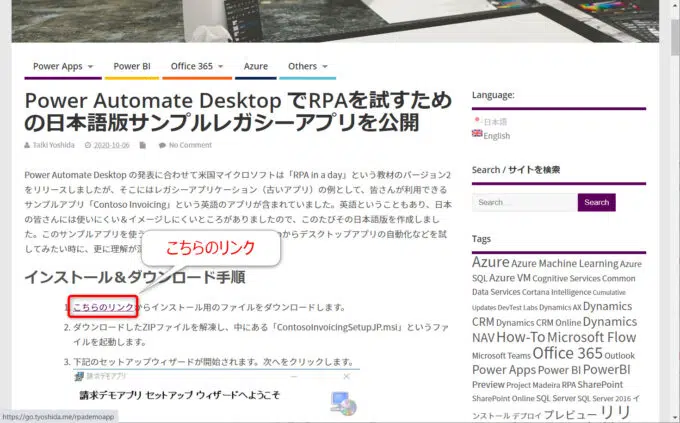 Power Apps
Power BI
Office 365
Azure
Others
Power Automate Desktop でRPAを試すため
の日本語版サンプルレガシーアプリを公開
Taiki Yoshida
2020-10-06
No Comment
Power Automate Desktop の発表に合わせて米国マイクロソフトは「RPA in a day」という教材のバージョン2
をリリースしましたが、そこにはレガシーアプリケーション（古いアプリ）の例として、皆さんが利用できる
サンプルアプリ「Contoso Invoicing」という英語のアプリが含まれていました。英語ということもあり、日本
の皆さんには使いにくい＆イメージしにくいところがありましたので、このたびその日本語版を作成しまし
た。このサンプルアプリを使う
からデスクトップアプリの自動化などを試
してみたい時に、更に理解が
こちらのリンク
インストール＆ダウンロード手順
1. こちらのリンクからインストール用のファイルをダウンロードします。
2. ダウンロードしたZIPファイルを解凍し、中にある「ContosoInvoicingSetupJP.msi」というファ
イルを起動します。
3. 下記のセットアップウィザードが開始されます。次へをクリックします。
請求デモアプリ
請求デモアプリ セットアップ ウィザードへようこそ
https://go.tyoshida.me/rpademoapp
Language:
日本語
English
Search / サイトを検索
Search ...
Search
Tags
Azure Azure Machine Learning Azure
SQL Azure VM Cognitive Services Common
Data Services Cortana Intelligence Cumulative
Updates DevTest Labs Dynamics AX Dynamics
CRM Dynamics CRM Online Dynamics
NAV How-To Microsoft Flow
Microsoft Teams Office 365 Outlook
Power Apps Power BI PowerBI
Preview Project Madeira RPA SharePoint
SharePoint Online SQL Server SQL Server 2016 イ
ンストール デプロイ プレビュー リリ